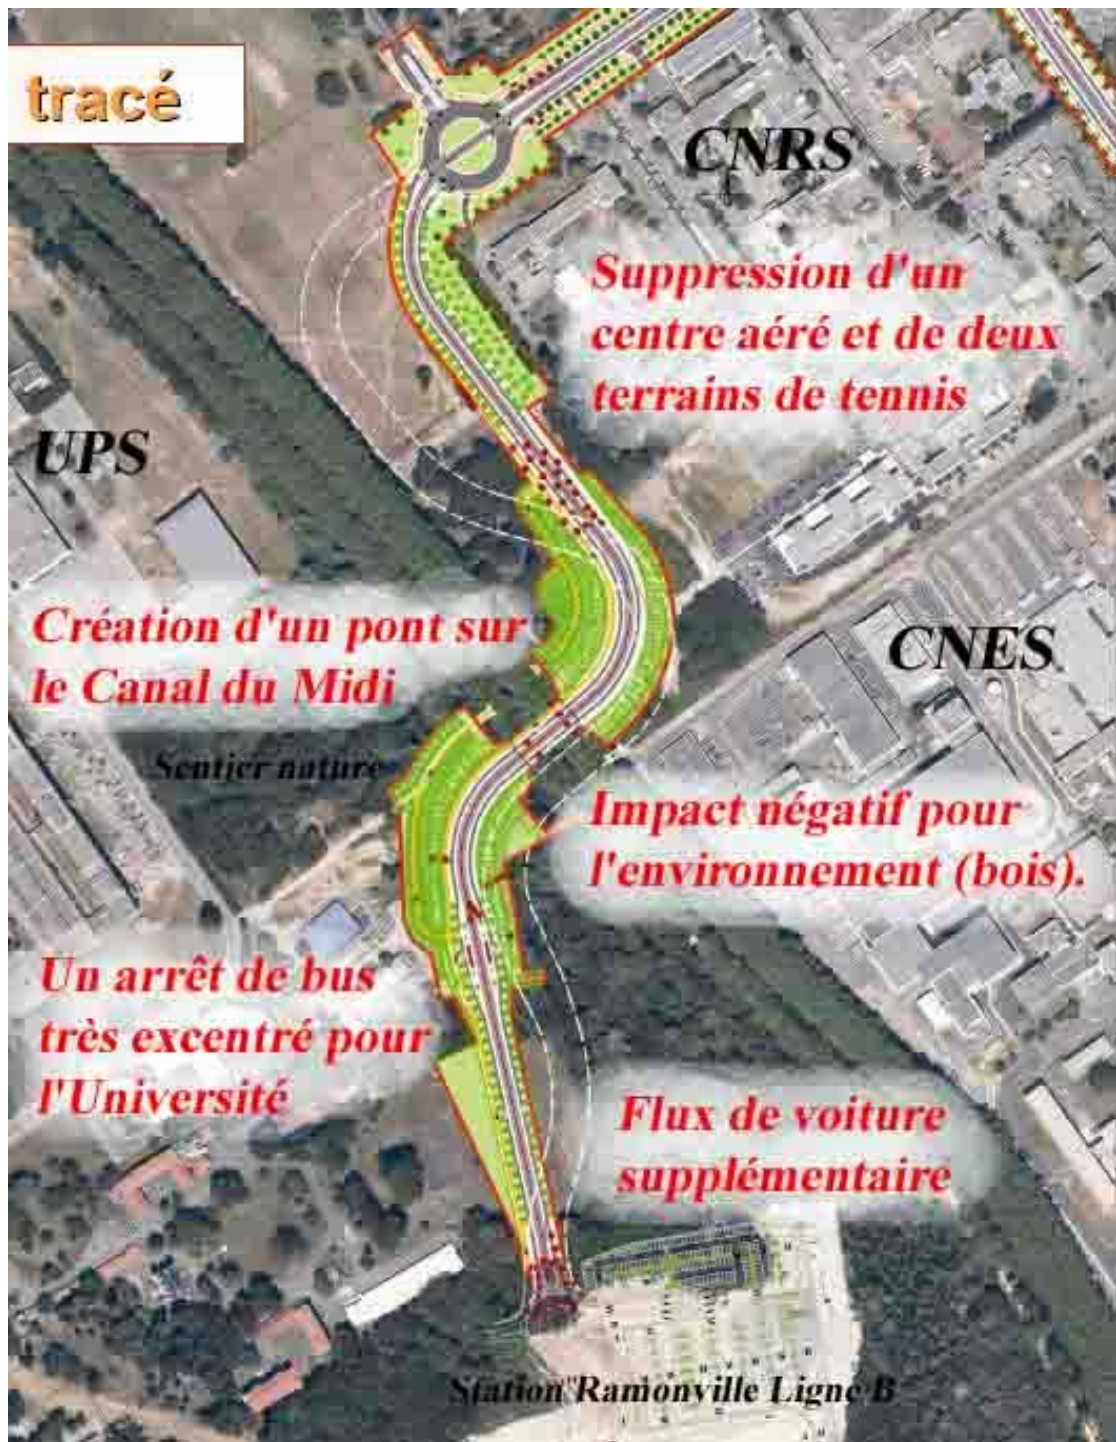 tracé
CNRS
Suppression d'un
centre aéré et de deux
terrains de tennis
UPS
Création d'un pont sur
le Canal du Midi
CNES
Sentier nature
Impact négatif pour
l'environnement (bois).
Un arrêt de bus
très excentré pour
l'Université
Flux de voiture
supplémentaire
Station Ramonville Ligne B